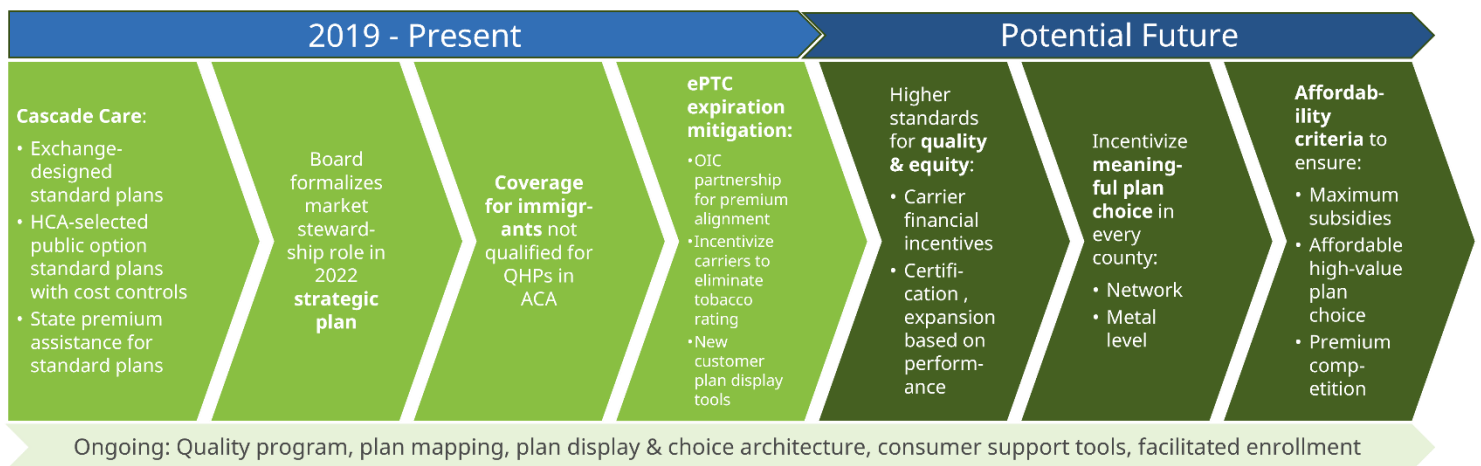 2019 - Present
Potential Future
Cascade Care:
• Exchange-
designed
standard plans
• HCA-selected
public option
standard plans
with cost controls
• State premium
assistance for
standard plans
Board
formalizes
market
steward-
ship role in
2022
strategic
plan
Coverage
for immigr-
ants not
qualified for
QHPs in
ACA
ePTC
expiration
mitigation:
•OIC
partnership
for premium
alignment
•Incentivize
carriers to
eliminate
tobacco
rating
•New
customer
plan display
tools
Higher
standards
for quality
& equity:
• Carrier
financial
incentives
• Certifi-
cation ,
expansion
based on
perform-
ance
Incentivize
meaning-
ful plan
choice in
every
county:
• Network
• Metal
level
Affordab-
ility
criteria to
ensure:
• Maximum
subsidies
• Affordable
high-value
plan
choice
• Premium
comp-
etition
Ongoing: Quality program, plan mapping, plan display & choice architecture, consumer support tools, facilitated enrollment